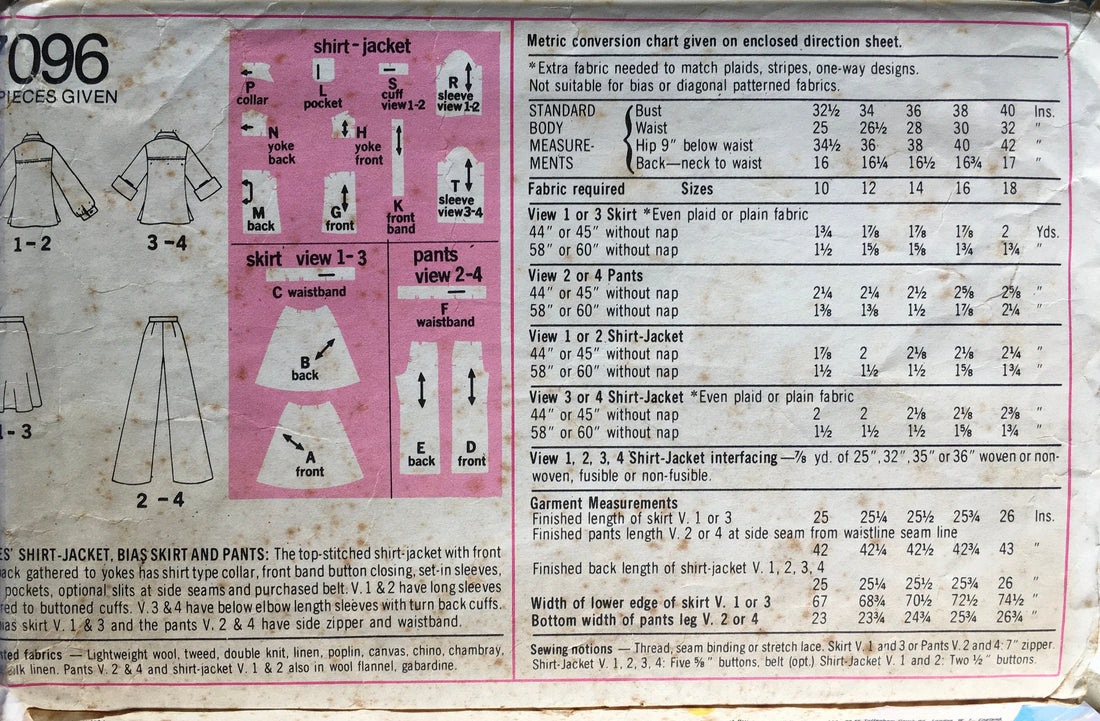 7096
PIECES GIVEN
1-2
3-4
1-3
2-4
shirt-jacket
P
collar
L
pocket
S
cuff
view1-2
R
sleeve
view 1-2
N
yoke
back
H
yoke
front
K
front
band
T
sleeve
view3-4
M
back
G
front
skirt view 1-3
C waistband
B
back
A
front
pants
view 2-4
F
waistband
E
back
D
front
ES' SHIRT-JACKET, BIAS SKIRT AND PANTS: The top-stitched shirt-jacket with front
ack gathered to yokes has shirt type collar, front band button closing, set-in sleeves,
pockets, optional slits at side seams and purchased belt. V. 1 & 2 have long sleeves
red to buttoned cuffs. V. 3 & 4 have below elbow length sleeves with turn back cuffs.
ias skirt V. 1 & 3 and the pants V. 2 & 4 have side zipper and waistband.
ted fabrics — Lightweight wool, tweed, double knit, linen, poplin, canvas, chino, chambray,
silk linen. Pants V. 2 & 4 and shirt-jacket V. 1 & 2 also in wool flannel, gabardine.
Metric conversion chart given on enclosed direction sheet.
*Extra fabric needed to match plaids, stripes, one-way designs.
Not suitable for bias or diagonal patterned fabrics.
STANDARD Bust 32½ 34 36 38 40 Ins.
BODY Waist 25 26½ 28 30 32 "
MEASURE- Hip 9" below waist 34½ 36 38 40 42 "
MENTS Back—neck to waist 16 16¼ 16½ 16¾ 17 "
Fabric required Sizes 10 12 14 16 18
View 1 or 3 Skirt *Even plaid or plain fabric
44" or 45" without nap 1¾ 1⅞ 1⅞ 1⅞ 2 Yds.
58" or 60" without nap 1½ 1⅝ 1⅝ 1¾ 1¾ "
View 2 or 4 Pants
44" or 45" without nap 2¼ 2¼ 2½ 2⅝ 2⅝ "
58" or 60" without nap 1⅜ 1⅜ 1½ 1⅞ 2¼ "
View 1 or 2 Shirt-Jacket
44" or 45" without nap 1⅞ 2 2⅛ 2⅛ 2¼ "
58" or 60" without nap 1½ 1½ 1½ 1⅝ 1¾ "
View 3 or 4 Shirt-Jacket *Even plaid or plain fabric
44" or 45" without nap 2 2 2⅛ 2⅛ 2⅜ "
58" or 60" without nap 1½ 1½ 1½ 1⅝ 1¾ "
View 1, 2, 3, 4 Shirt-Jacket interfacing—⅞ yd. of 25", 32", 35" or 36" woven or non-
woven, fusible or non-fusible.
Garment Measurements
Finished length of skirt V. 1 or 3 25 25¼ 25½ 25¾ 26 Ins.
Finished pants length V. 2 or 4 at side seam from waistline seam line
42 42¼ 42½ 42¾ 43 "
Finished back length of shirt-jacket V. 1, 2, 3, 4
25 25¼ 25½ 25¾ 26 "
Width of lower edge of skirt V. 1 or 3 67 68¾ 70½ 72½ 74½ "
Bottom width of pants leg V. 2 or 4 23 23¾ 24¾ 25¾ 26¾ "
Sewing notions — Thread, seam binding or stretch lace. Skirt V. 1 and 3 or Pants V. 2 and 4: 7" zipper.
Shirt-Jacket V. 1, 2, 3, 4: Five ⅝" buttons, belt (opt.) Shirt-Jacket V. 1 and 2: Two ½" buttons.